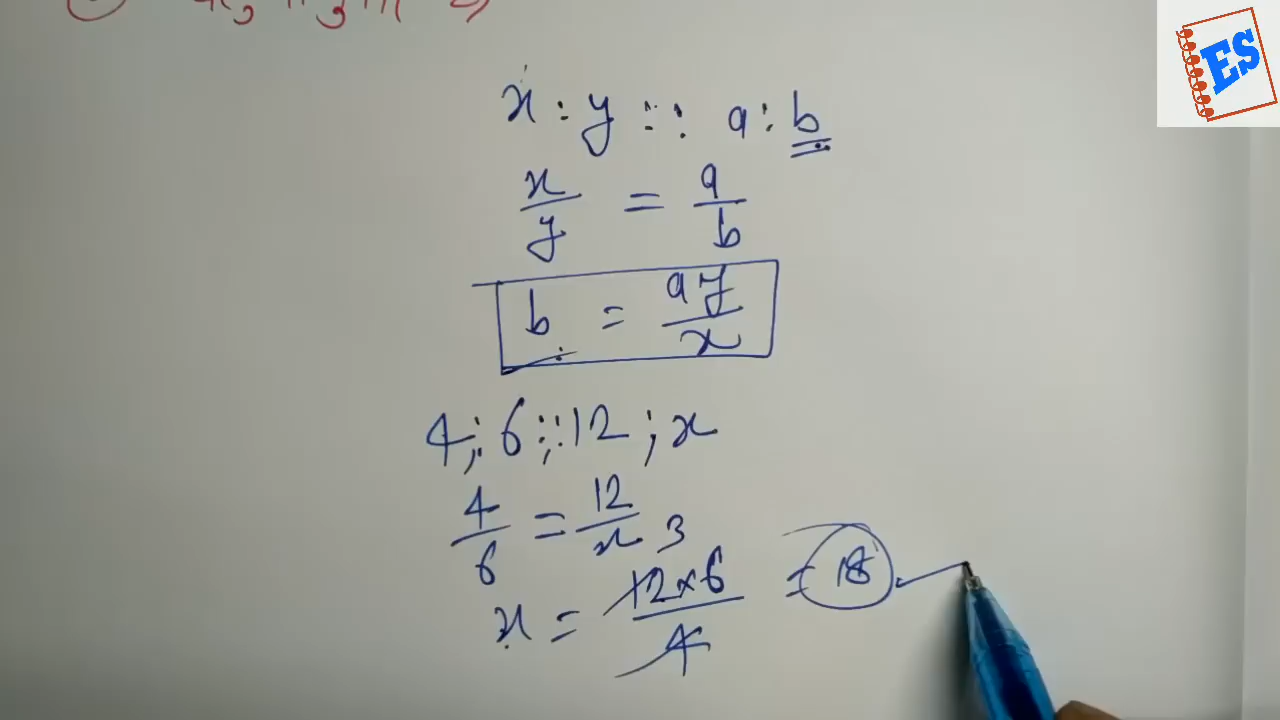 ES
x : y :: a : b
x/y = a/b
b = ay/x
4 : 6 :: 12 : x
4/6 = 12/x
3
x = 12×6/4 = 18